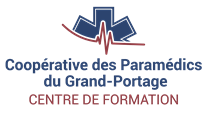 Coopérative des Paramédics
du Grand-Portage
CENTRE DE FORMATION